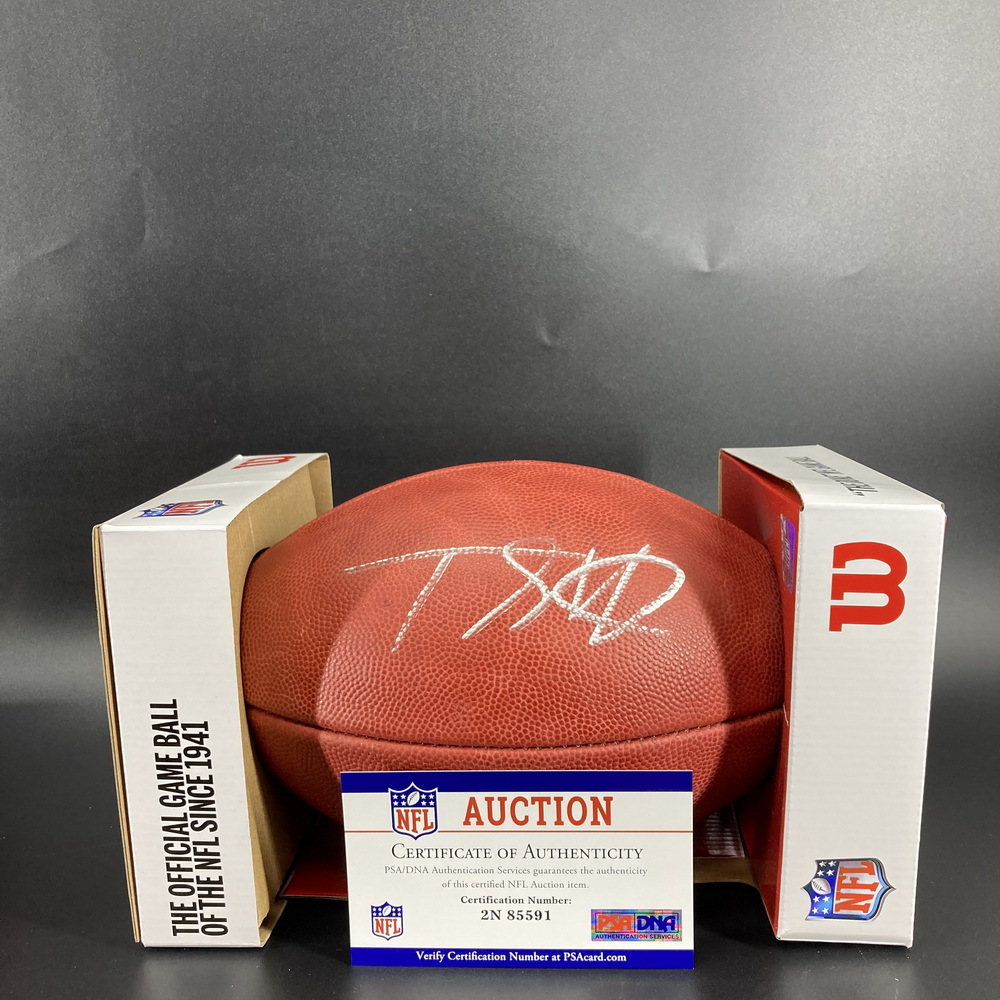 W
NFL
THE OFFICIAL GAME BALL
OF THE NFL SINCE 1941
W
NFL
NFL
AUCTION
CERTIFICATE OF AUTHENTICITY
PSA/DNA Authentication Services guarantees the authenticity
of this certified NFL Auction item.
Certification Number:
2N 85591
NFL
PSA DNA
AUTHENTICATION SERVICES
Verify Certification Number at PSAcard.com